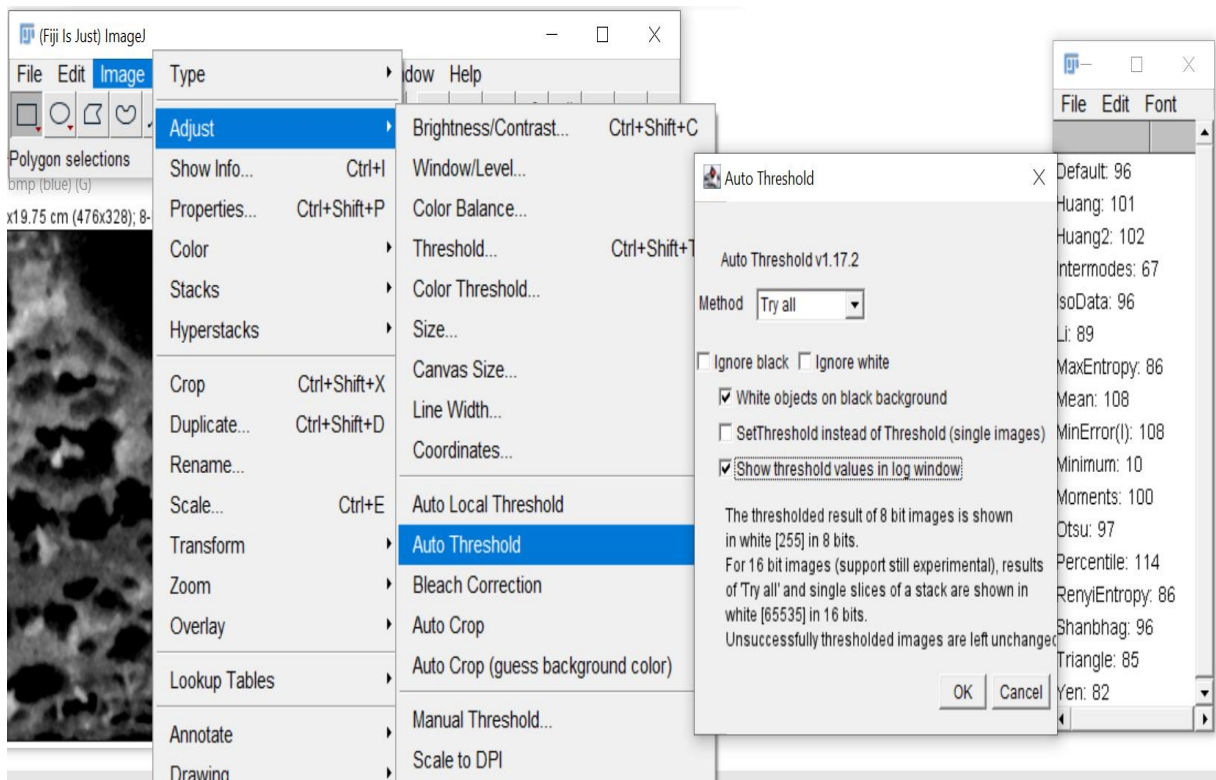 (Fiji Is Just) ImageJ
File Edit Image
dow Help
Polygon selections
bmp (blue) (G)
x19.75 cm (476x328); 8-
Type
Adjust
Show Info... Ctrl+I
Properties... Ctrl+Shift+P
Color
Stacks
Hyperstacks
Crop Ctrl+Shift+X
Duplicate... Ctrl+Shift+D
Rename...
Scale... Ctrl+E
Transform
Zoom
Overlay
Lookup Tables
Annotate
Drawing
Brightness/Contrast... Ctrl+Shift+C
Window/Level...
Color Balance...
Threshold... Ctrl+Shift+T
Color Threshold...
Size...
Canvas Size...
Line Width...
Coordinates...
Auto Local Threshold
Auto Threshold
Bleach Correction
Auto Crop
Auto Crop (guess background color)
Manual Threshold...
Scale to DPI
Auto Threshold
Auto Threshold v1.17.2
Method Try all
Ignore black Ignore white
White objects on black background
SetThreshold instead of Threshold (single images)
Show threshold values in log window
The thresholded result of 8 bit images is shown
in white [255] in 8 bits.
For 16 bit images (support still experimental), results
of 'Try all' and single slices of a stack are shown in
white [65535] in 16 bits.
Unsuccessfully thresholded images are left unchanged
OK Cancel
File Edit Font
Default: 96
Huang: 101
Huang2: 102
Intermodes: 67
IsoData: 96
Li: 89
MaxEntropy: 86
Mean: 108
MinError(I): 108
Minimum: 10
Moments: 100
Otsu: 97
Percentile: 114
RenyiEntropy: 86
Shanbhag: 96
Triangle: 85
Yen: 82